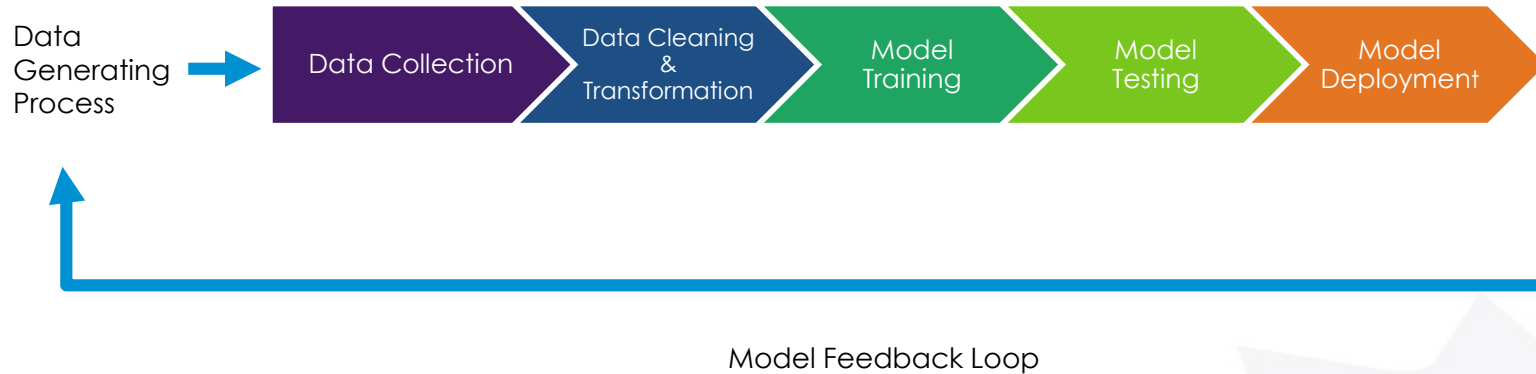 Data
Generating
Process
Data Collection
Data Cleaning
&
Transformation
Model
Training
Model
Testing
Model
Deployment
Model Feedback Loop